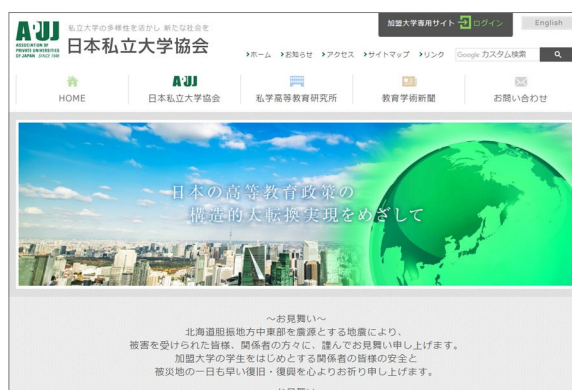 加盟大学専用サイト ログイン
English
APUJ
ASSOCIATION OF
PRIVATE UNIVERSITIES
OF JAPAN SINCE 1946
私立大学の多様性を活かし 新たな社会を
日本私立大学協会
ホーム お知らせ アクセス サイトマップ リンク
Google カスタム検索
HOME
APUJ
日本私立大学協会
私学高等教育研究所
教育学術新聞
お問い合わせ
日本の高等教育政策の
構造的大転換実現をめざして
～お見舞い～
北海道胆振地方中東部を震源とする地震により、
被害を受けられた皆様、関係者の方々に、謹んでお見舞い申し上げます。
加盟大学の学生をはじめとする関係者の皆様の安全と
被災地の一日も早い復旧・復興を心よりお祈り申し上げます。